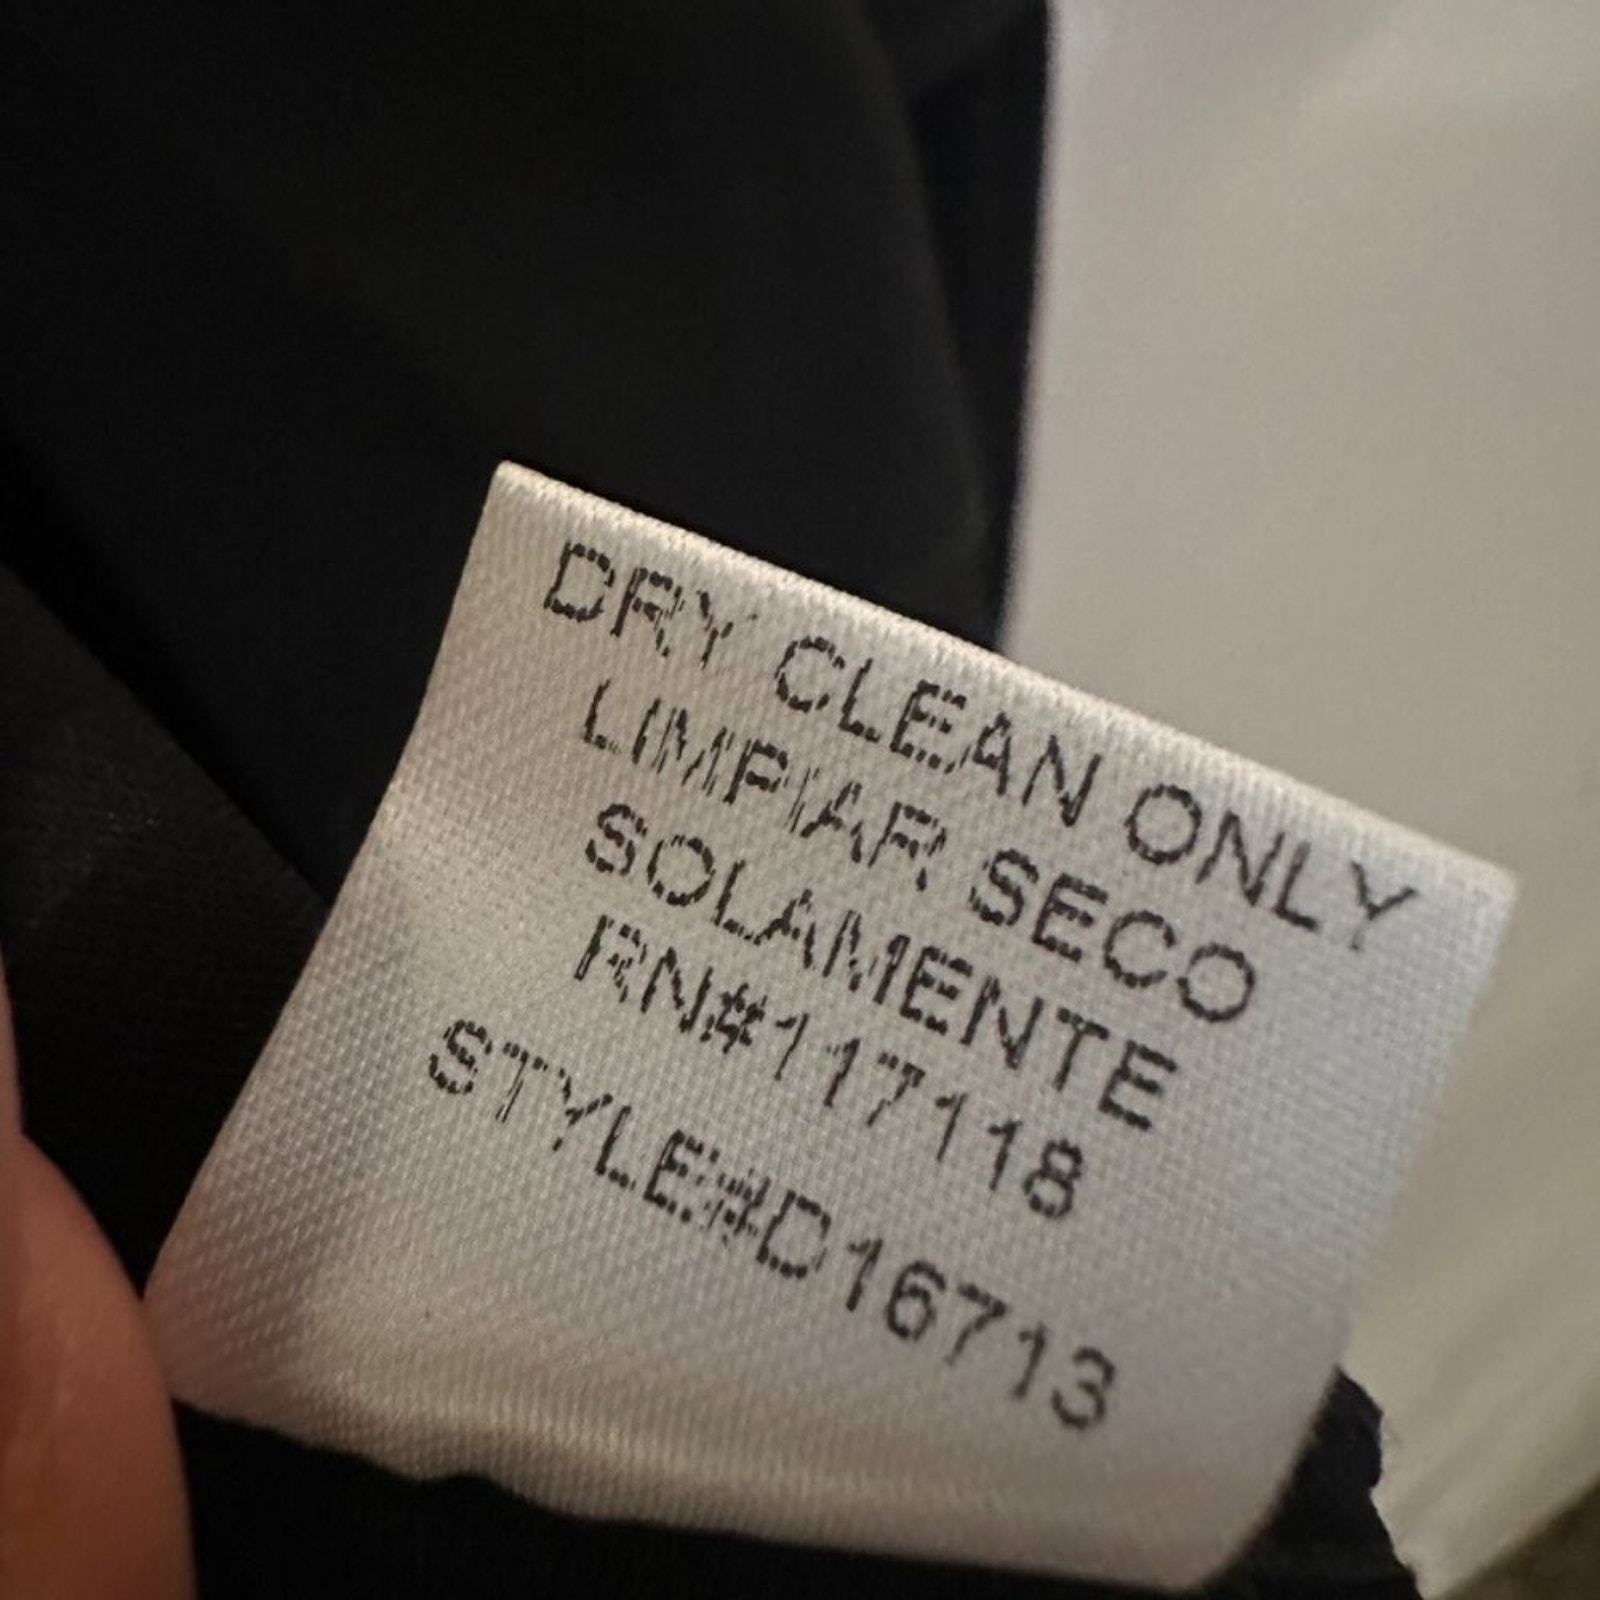 DRY CLEAN ONLY
LIMPIAR SECO
SOLAMENTE
RN#117118
STYLE#D16713